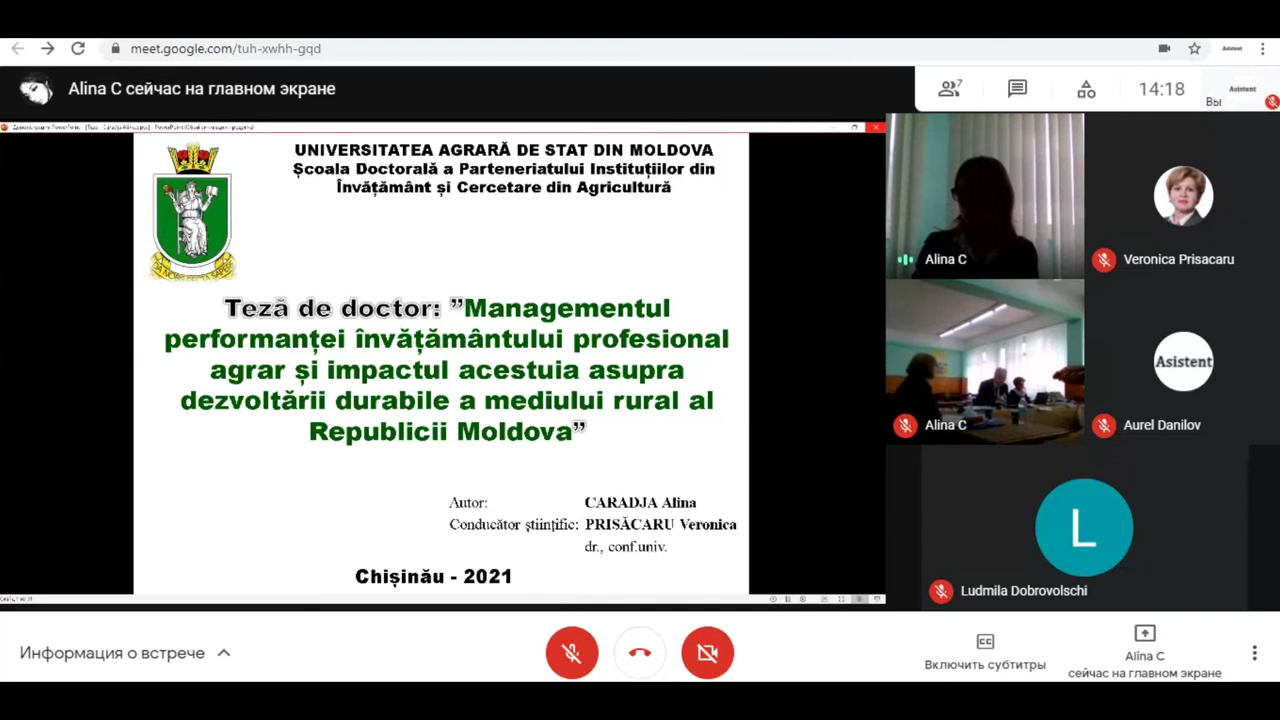 meet.google.com/tuh-xwhh-gqd
Asistent
Alina C сейчас на главном экране
7
14:18
Asistent
Вы
UNIVERSITATEA AGRARĂ DE STAT DIN MOLDOVA
Școala Doctorală a Parteneriatului Instituțiilor din
Învățământ și Cercetare din Agricultură
Teză de doctor: ”Managementul
performanței învățământului profesional
agrar și impactul acestuia asupra
dezvoltării durabile a mediului rural al
Republicii Moldova”
Autor: CARADJA Alina
Conducător științific: PRISĂCARU Veronica
dr., conf.univ.
Chișinău - 2021
Alina C
Veronica Prisacaru
Alina C
Asistent
Aurel Danilov
L
Ludmila Dobrovolschi
Информация о встрече
Включить субтитры
Alina C
сейчас на главном экране